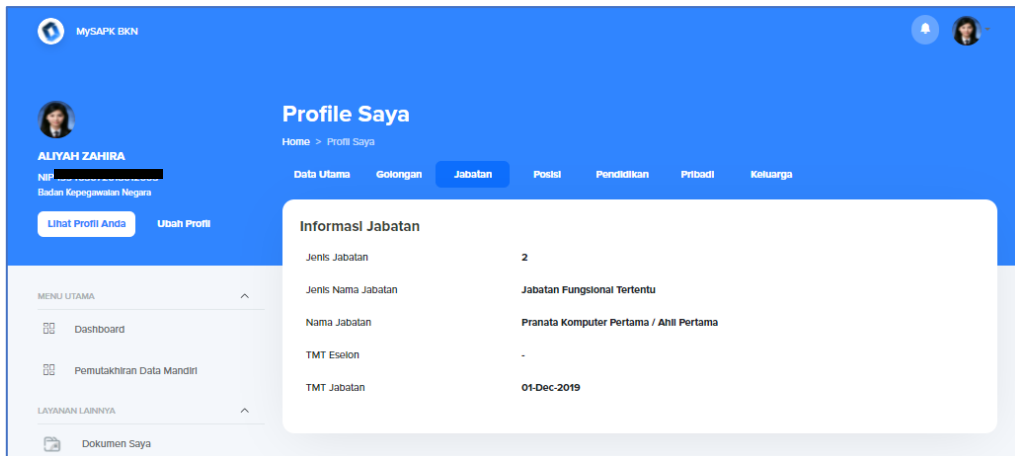 MySAPK BKN
Profile Saya
Home > Profil Saya
ALIYAH ZAHIRA
NIP
Badan Kepegawaian Negara
Lihat Profil Anda Ubah Profil
Data Utama Golongan Jabatan Posisi Pendidikan Pribadi Keluarga
Informasi Jabatan
Jenis Jabatan 2
Jenis Nama Jabatan Jabatan Fungsional Tertentu
Nama Jabatan Pranata Komputer Pertama / Ahli Pertama
TMT Eselon -
TMT Jabatan 01-Dec-2019
MENU UTAMA
Dashboard
Pemutakhiran Data Mandiri
LAYANAN LAINNYA
Dokumen Saya